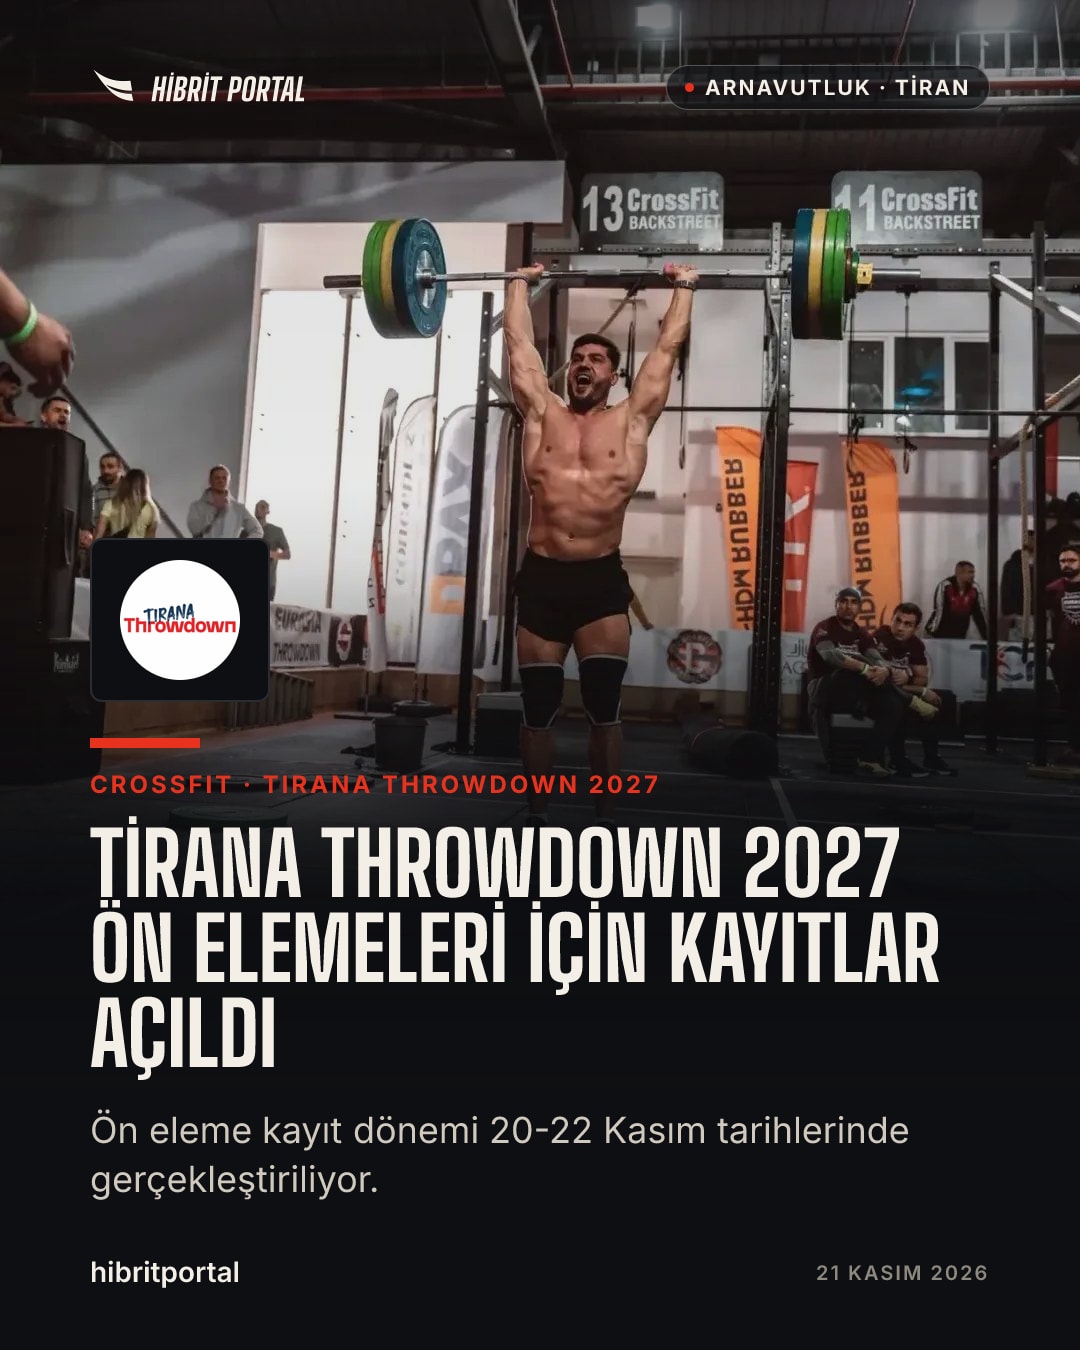 HİBRİT PORTAL
ARNAVUTLUK · TİRAN
13 CrossFit
BACKSTREET
11 CrossFit
BACKSTREET
HDM RUBBER
HDM RUBBER
EURASIA
THROWDOWN
TIRANA
Throwdown
CROSSFIT · TIRANA THROWDOWN 2027
TİRANA THROWDOWN 2027
ÖN ELEMELERİ İÇİN KAYITLAR
AÇILDI
Ön eleme kayıt dönemi 20-22 Kasım tarihlerinde
gerçekleştiriliyor.
hibritportal
21 KASIM 2026